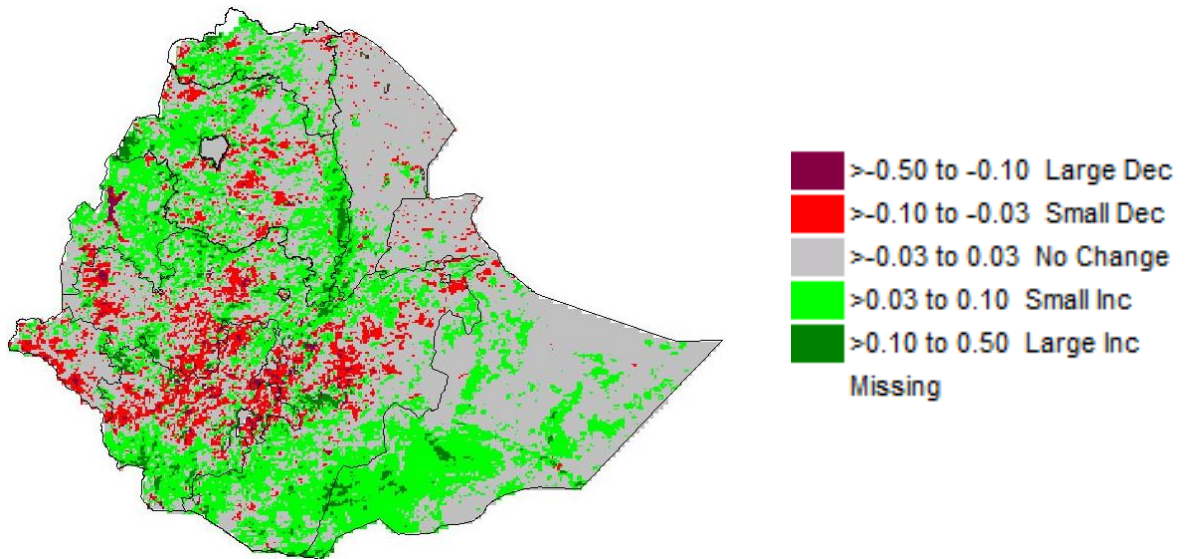 >-0.50 to -0.10 Large Dec
>-0.10 to -0.03 Small Dec
>-0.03 to 0.03 No Change
>0.03 to 0.10 Small Inc
>0.10 to 0.50 Large Inc
Missing